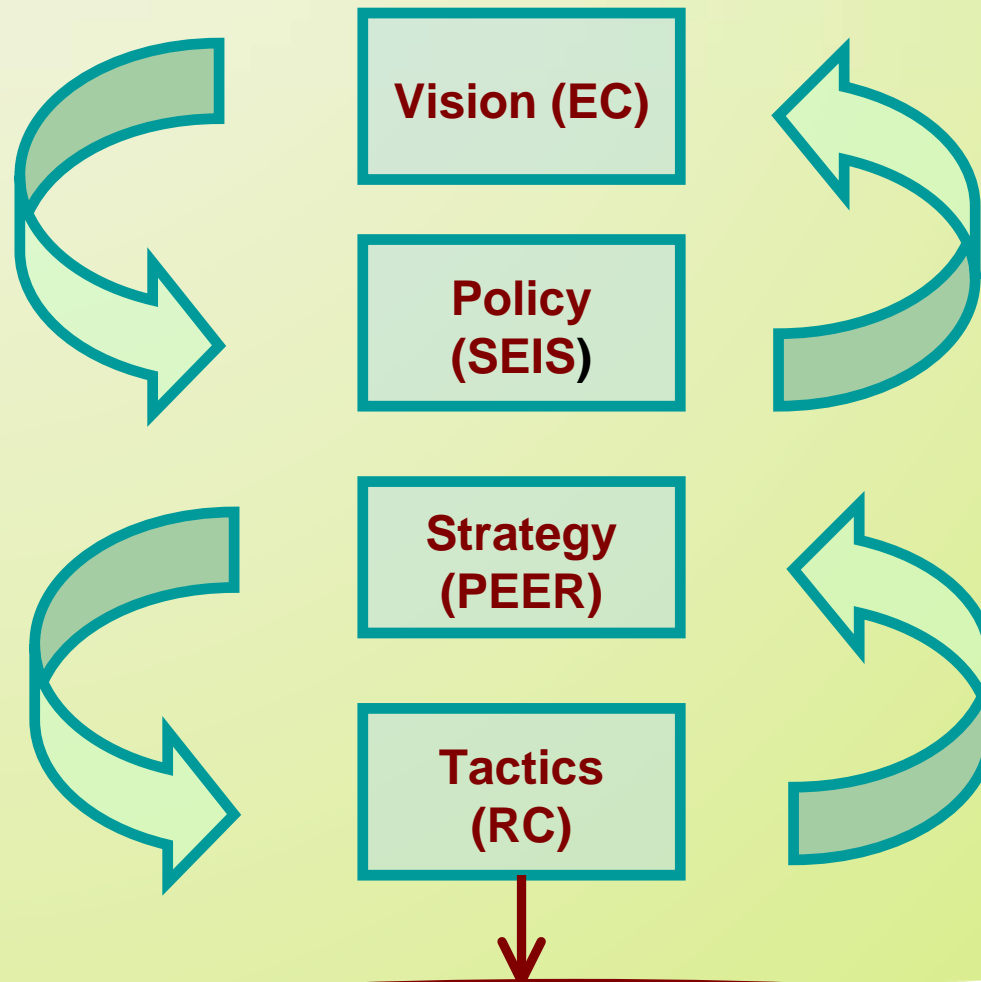 Vision (EC)
Policy
(SEIS)
Strategy
(PEER)
Tactics
(RC)